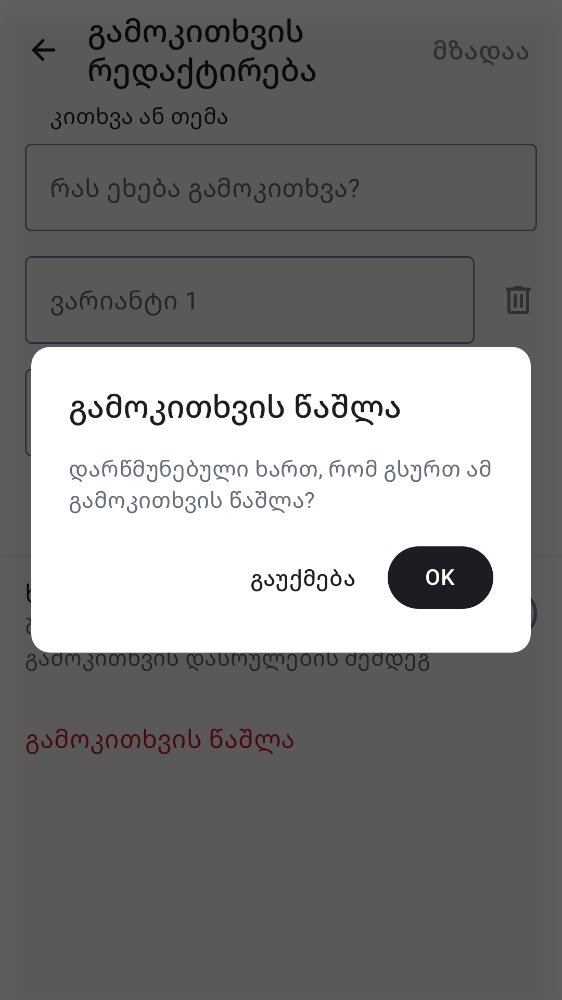 გამოკითხვის
რედაქტირება
მზადაა
კითხვა ან თემა
რას ეხება გამოკითხვა?
ვარიანტი 1
გამოკითხვის წაშლა
დარწმუნებული ხართ, რომ გსურთ ამ
გამოკითხვის წაშლა?
გაუქმება
OK
გამოკითხვის დასრულების შემდეგ
გამოკითხვის წაშლა